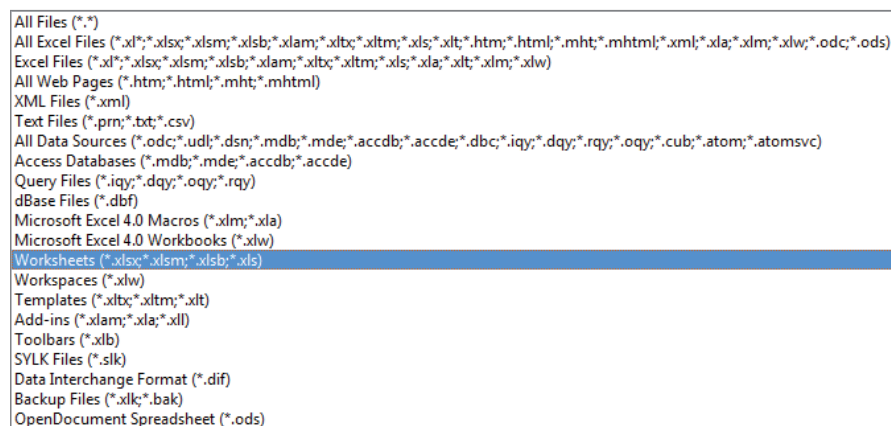 All Files (*.*)
All Excel Files (*.xl*;*.xlsx;*.xlsm;*.xlsb;*.xlam;*.xltx;*.xltm;*.xls;*.xlt;*.htm;*.html;*.mht;*.mhtml;*.xml;*.xla;*.xlm;*.xlw;*.odc;*.ods)
Excel Files (*.xl*;*.xlsx;*.xlsm;*.xlsb;*.xlam;*.xltx;*.xltm;*.xls;*.xla;*.xlt;*.xlm;*.xlw)
All Web Pages (*.htm;*.html;*.mht;*.mhtml)
XML Files (*.xml)
Text Files (*.prn;*.txt;*.csv)
All Data Sources (*.odc;*.udl;*.dsn;*.mdb;*.mde;*.accdb;*.accde;*.dbc;*.iqy;*.dqy;*.rqy;*.oqy;*.cub;*.atom;*.atomsvc)
Access Databases (*.mdb;*.mde;*.accdb;*.accde)
Query Files (*.iqy;*.dqy;*.oqy;*.rqy)
dBase Files (*.dbf)
Microsoft Excel 4.0 Macros (*.xlm;*.xla)
Microsoft Excel 4.0 Workbooks (*.xlw)
Worksheets (*.xlsx;*.xlsm;*.xlsb;*.xls)
Workspaces (*.xlw)
Templates (*.xltx;*.xltm;*.xlt)
Add-ins (*.xlam;*.xla;*.xll)
Toolbars (*.xlb)
SYLK Files (*.slk)
Data Interchange Format (*.dif)
Backup Files (*.xlk;*.bak)
OpenDocument Spreadsheet (*.ods)